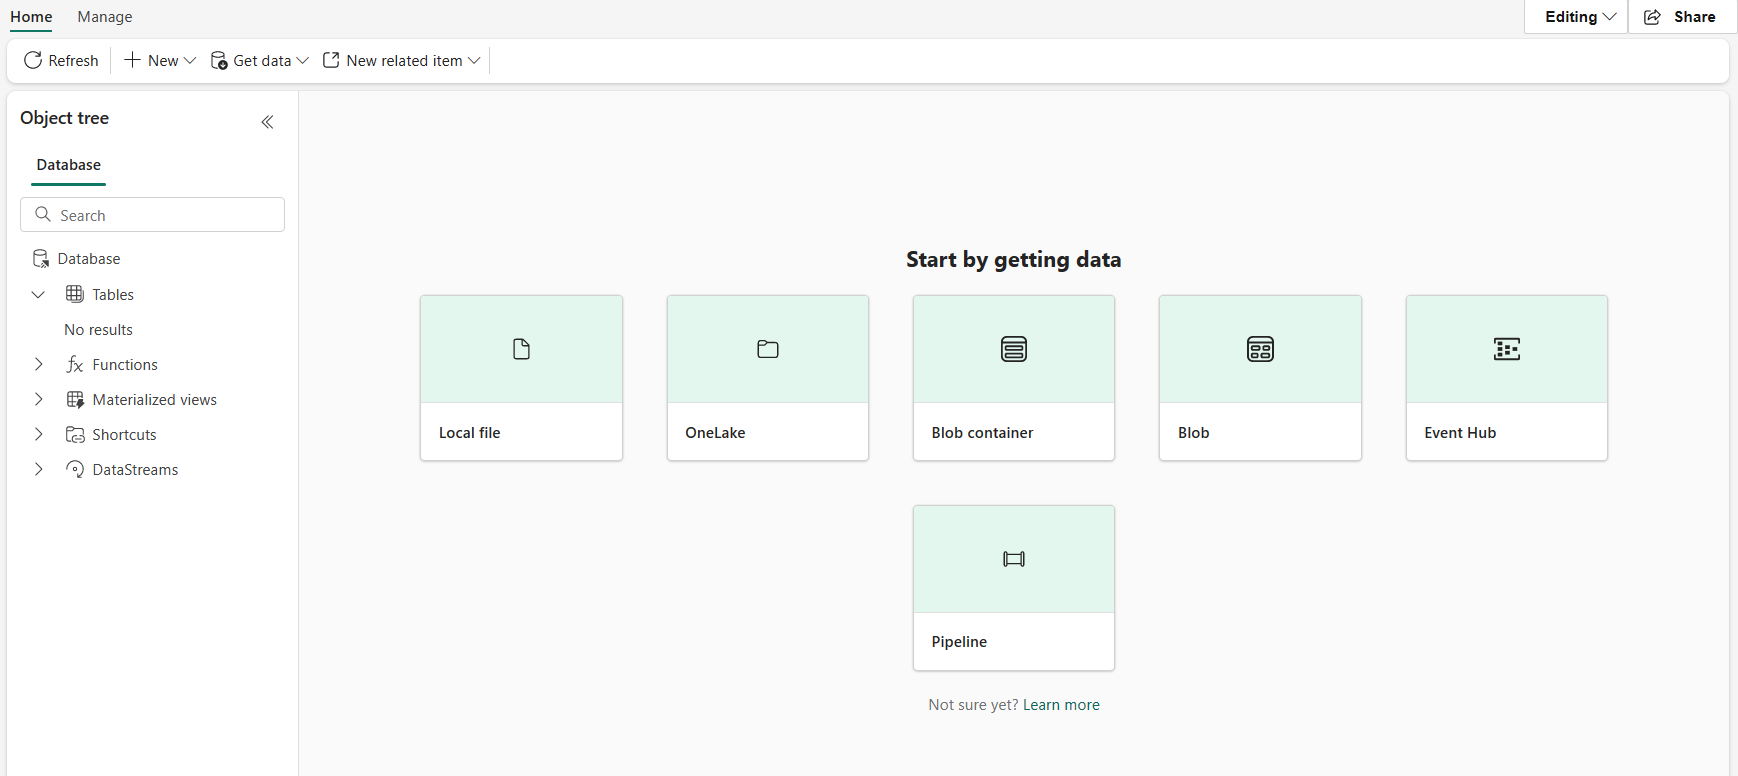 Home Manage Editing Share
Refresh New Get data New related item
Object tree
Database
Search
Database
Tables
No results
Functions
Materialized views
Shortcuts
DataStreams
Start by getting data
Local file OneLake Blob container Blob Event Hub
Pipeline
Not sure yet? Learn more